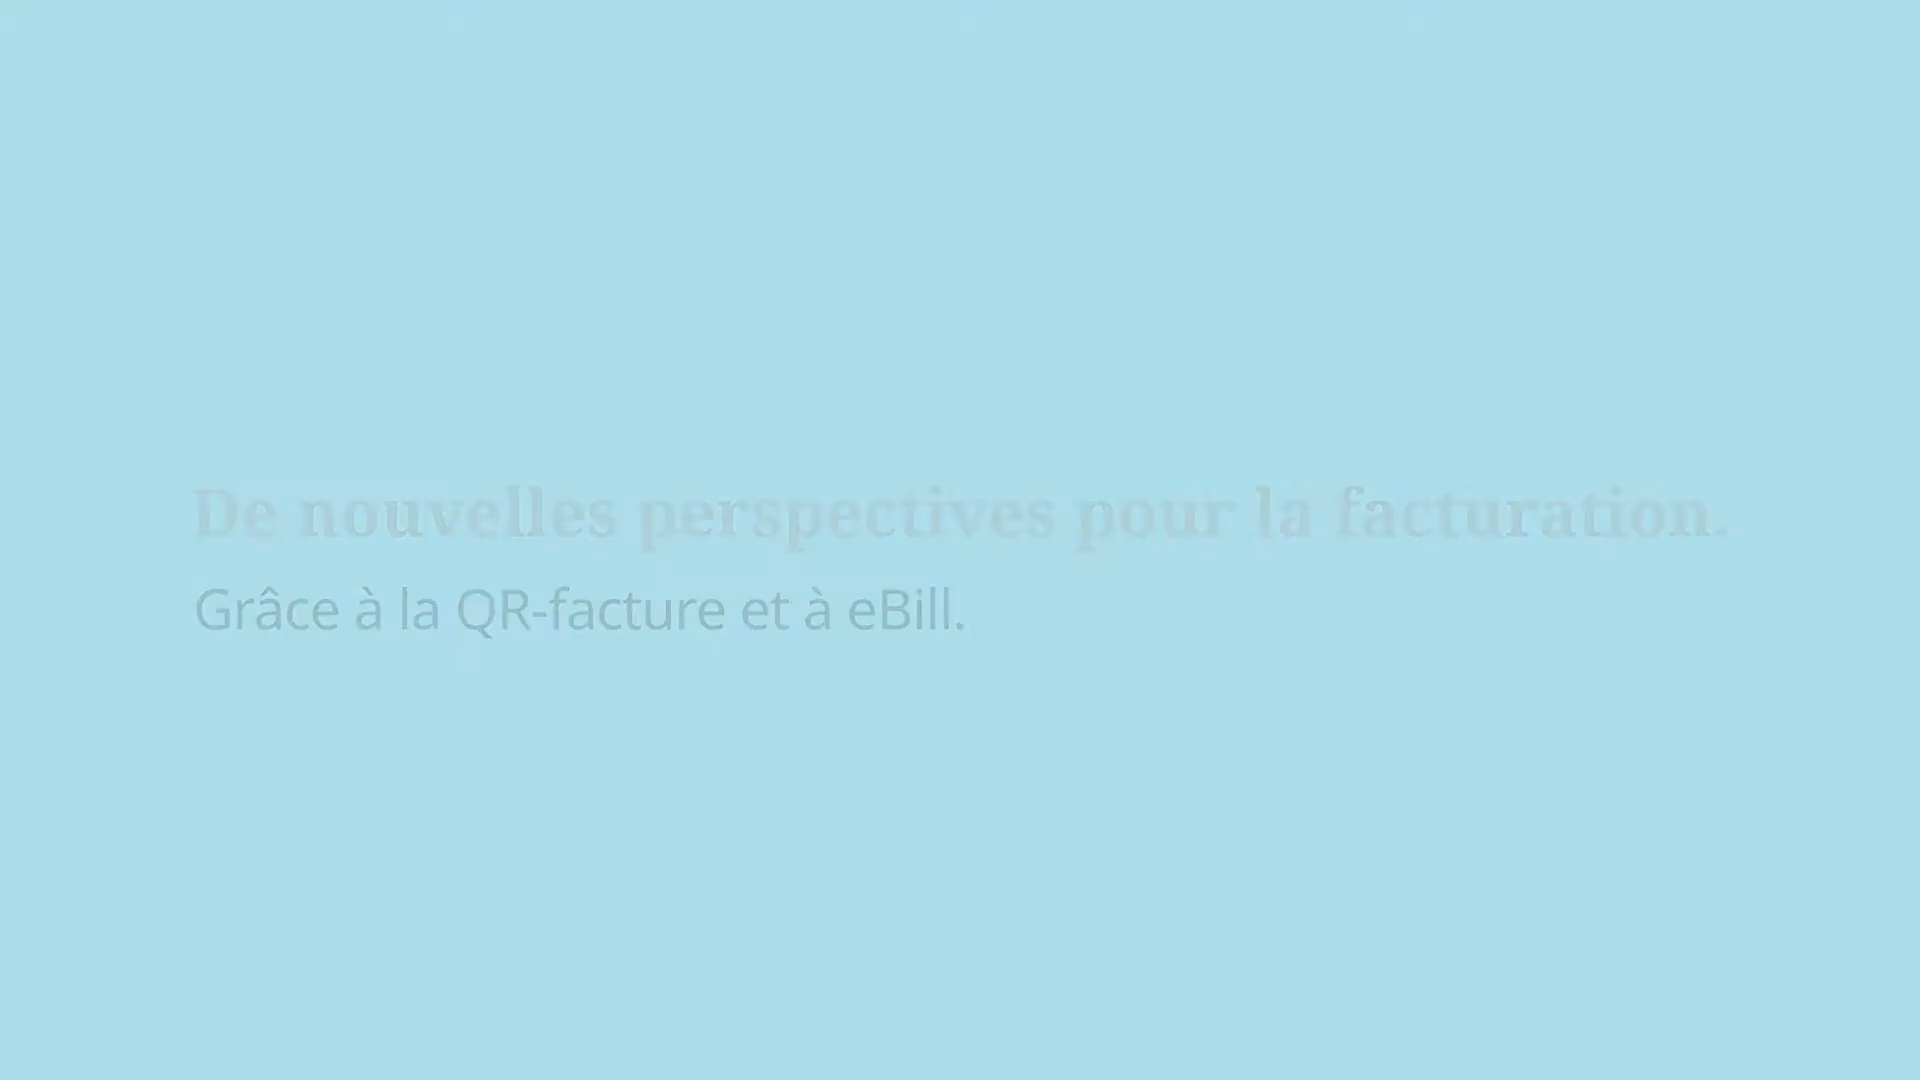 De nouvelles perspectives pour la facturation.
Grâce à la QR-facture et à eBill.